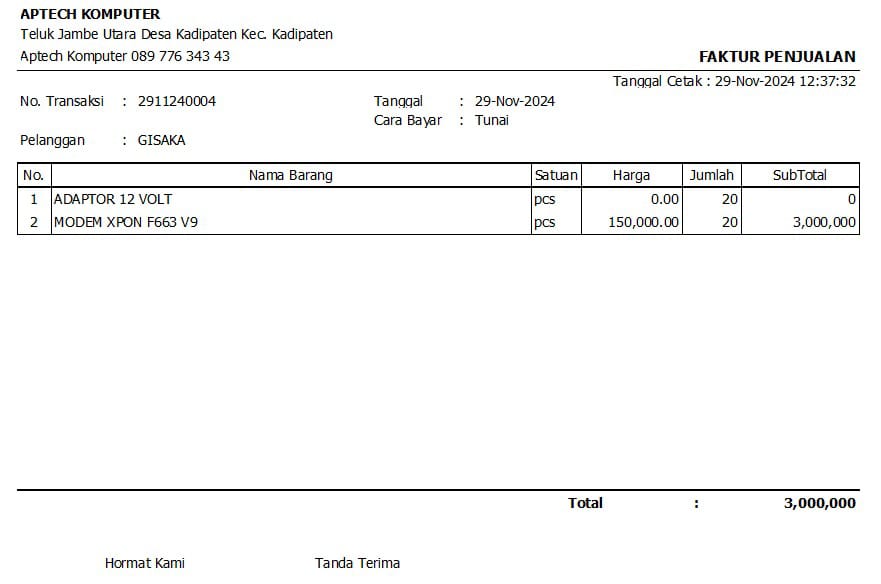 APTECH KOMPUTER
Teluk Jambe Utara Desa Kadipaten Kec. Kadipaten
Aptech Komputer 089 776 343 43
FAKTUR PENJUALAN
Tanggal Cetak : 29-Nov-2024 12:37:32
No. Transaksi : 2911240004 Tanggal : 29-Nov-2024
Cara Bayar : Tunai
Pelanggan : GISAKA
No. Nama Barang Satuan Harga Jumlah SubTotal
1 ADAPTOR 12 VOLT pcs 0.00 20 0
2 MODEM XPON F663 V9 pcs 150,000.00 20 3,000,000
Total : 3,000,000
Hormat Kami Tanda Terima